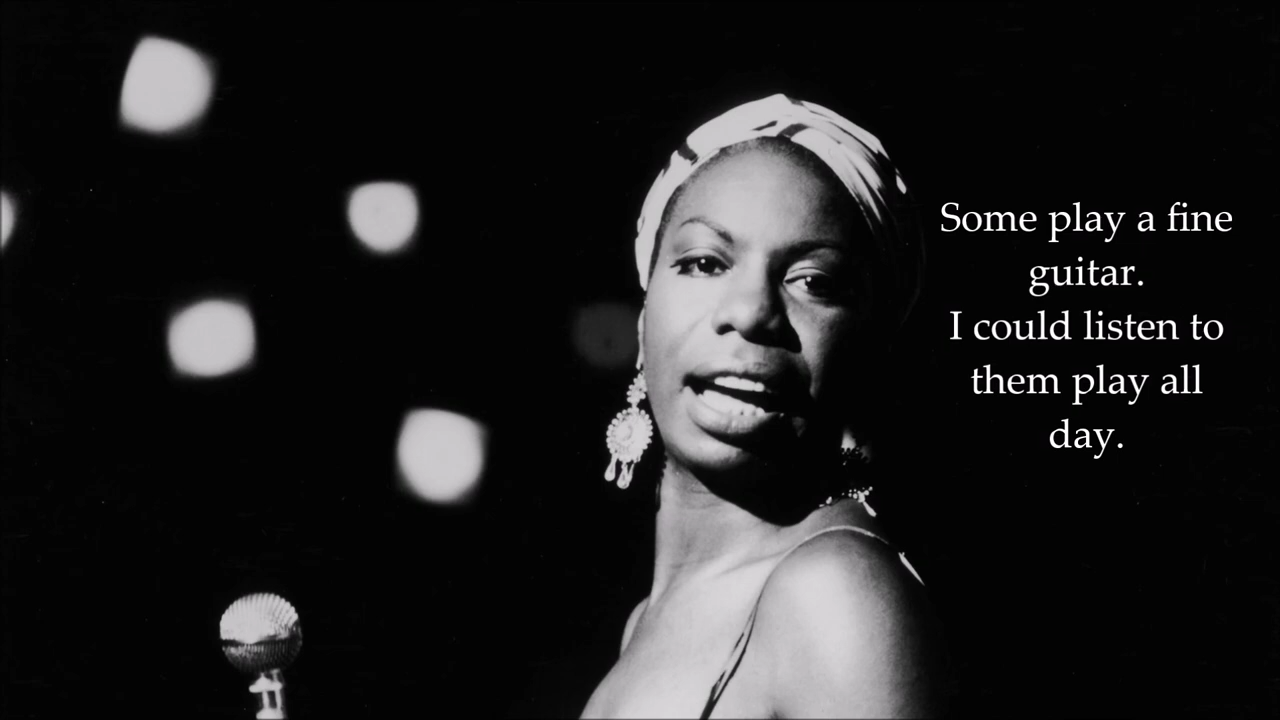 Some play a fine
guitar.
I could listen to
them play all
day.